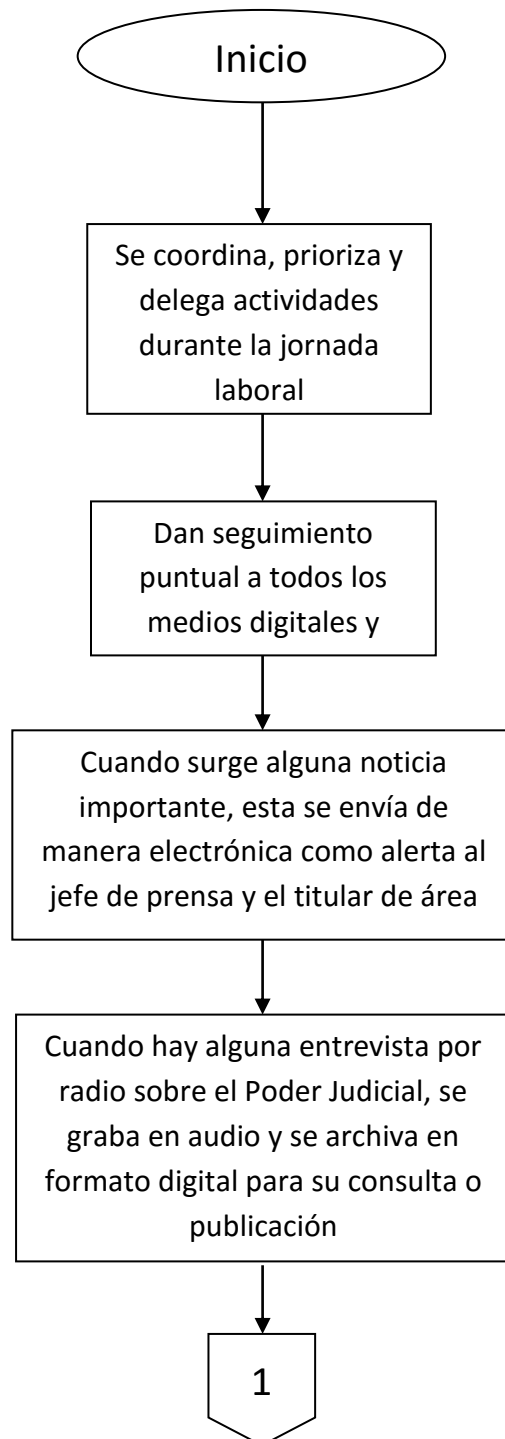 Inicio
Se coordina, prioriza y
delega actividades
durante la jornada
laboral
Dan seguimiento
puntual a todos los
medios digitales y
Cuando surge alguna noticia
importante, esta se envía de
manera electrónica como alerta al
jefe de prensa y el titular de área
Cuando hay alguna entrevista por
radio sobre el Poder Judicial, se
graba en audio y se archiva en
formato digital para su consulta o
publicación
1